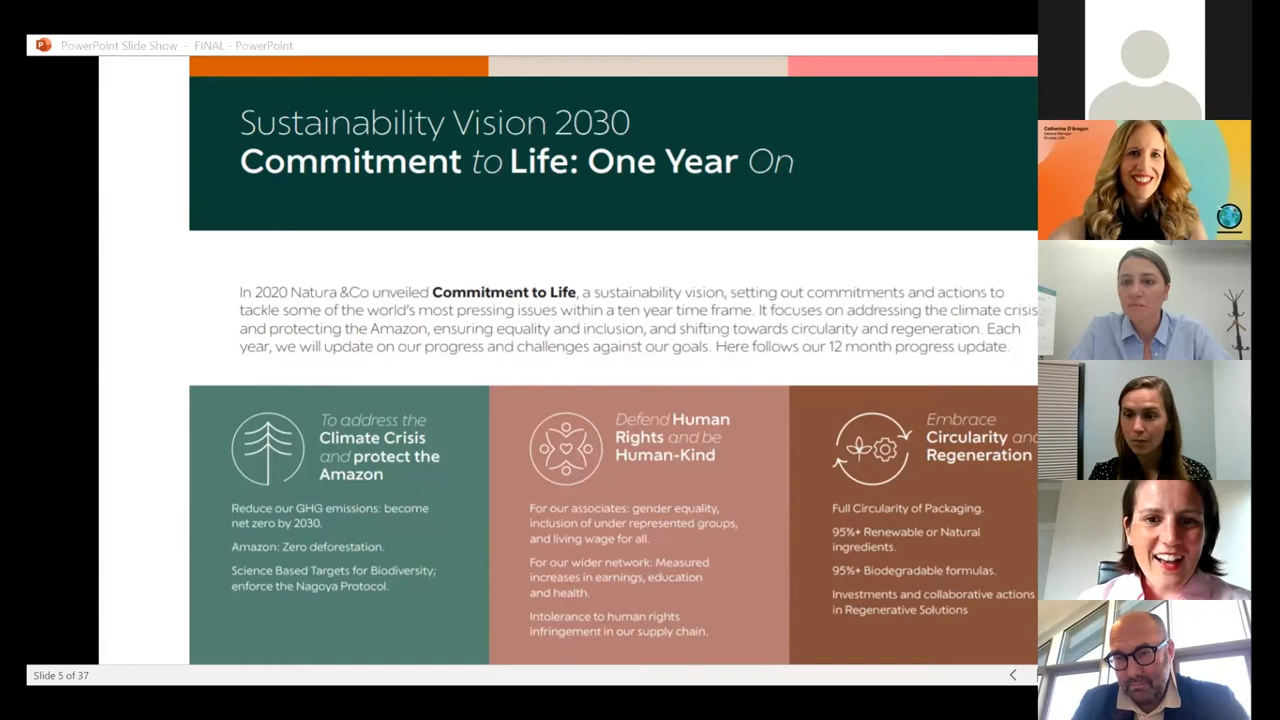 PowerPoint Slide Show - FINAL - PowerPoint
Sustainability Vision 2030
Commitment to Life: One Year On
In 2020 Natura &Co unveiled Commitment to Life, a sustainability vision, setting out commitments and actions to
tackle some of the world's most pressing issues within a ten year time frame. It focuses on addressing the climate crisis
and protecting the Amazon, ensuring equality and inclusion, and shifting towards circularity and regeneration. Each
year, we will update on our progress and challenges against our goals. Here follows our 12 month progress update.
To address the
Climate Crisis
and protect the
Amazon
Reduce our GHG emissions: become
net zero by 2030.
Amazon: Zero deforestation.
Science Based Targets for Biodiversity;
enforce the Nagoya Protocol.
Defend Human
Rights and be
Human-Kind
For our associates: gender equality,
inclusion of under represented groups,
and living wage for all.
For our wider network: Measured
increases in earnings, education
and health.
Intolerance to human rights
infringement in our supply chain.
Embrace
Circularity and
Regeneration
Full Circularity of Packaging.
95%+ Renewable or Natural
ingredients.
95%+ Biodegradable formulas.
Investments and collaborative actions
in Regenerative Solutions
Slide 5 of 37
Catherine D'Aragon
General Manager